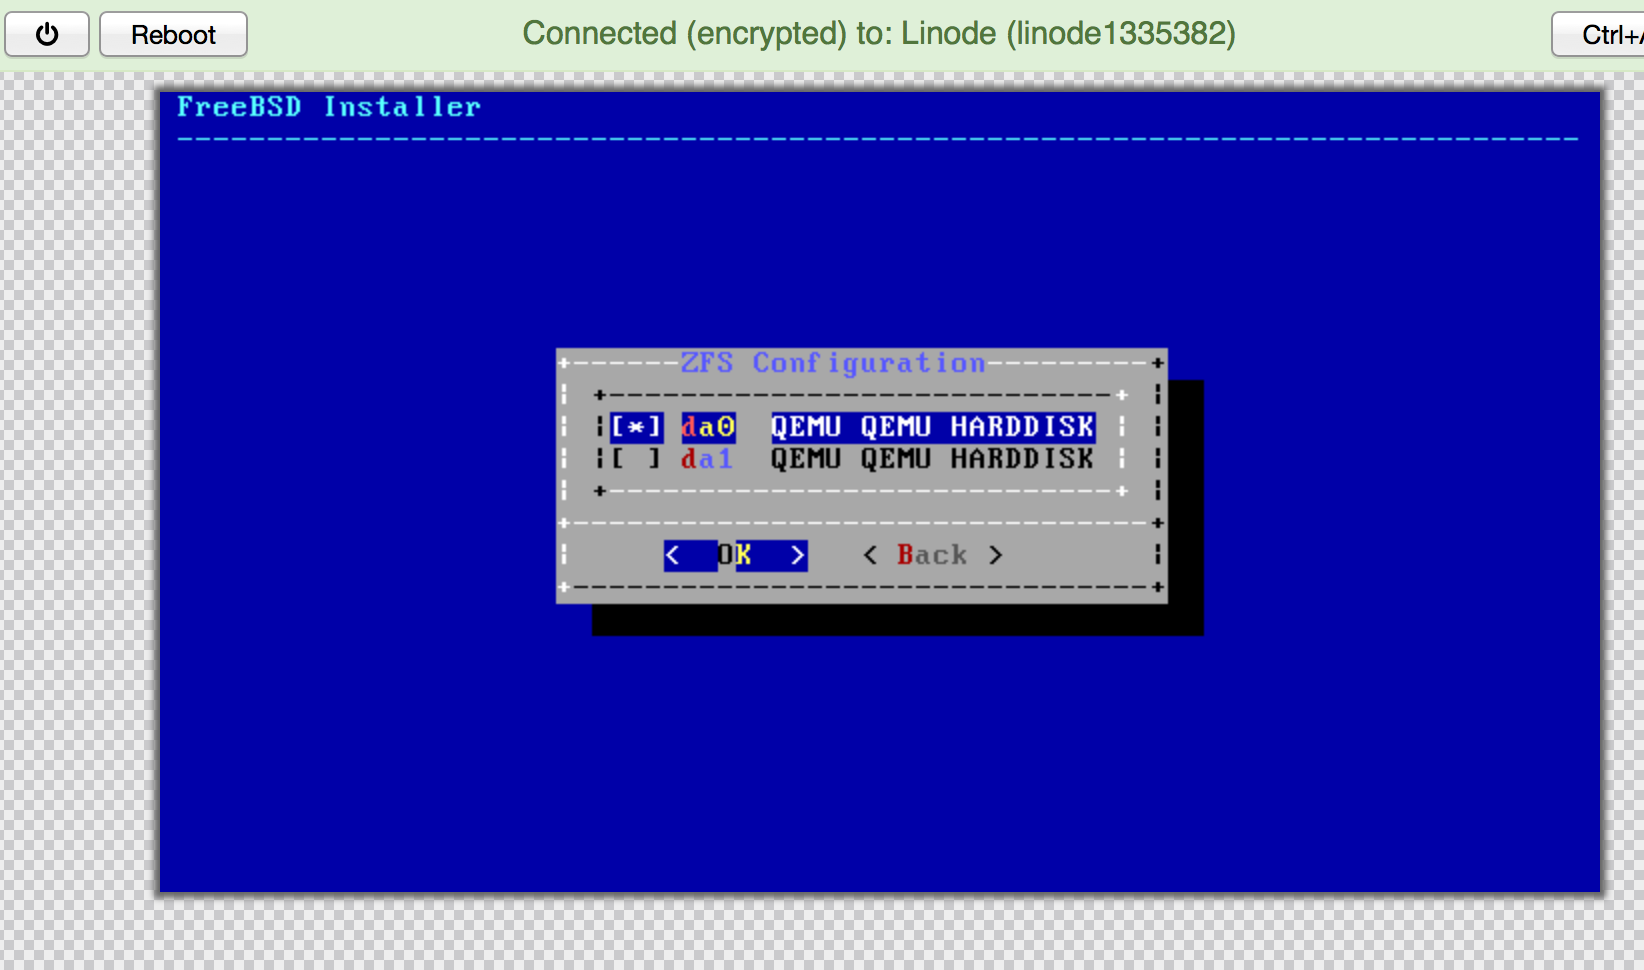 Reboot
Connected (encrypted) to: Linode (linode1335382)
Ctrl+
FreeBSD Installer
ZFS Configuration
[*] da0 QEMU QEMU HARDDISK
[ ] da1 QEMU QEMU HARDDISK
< OK > < Back >